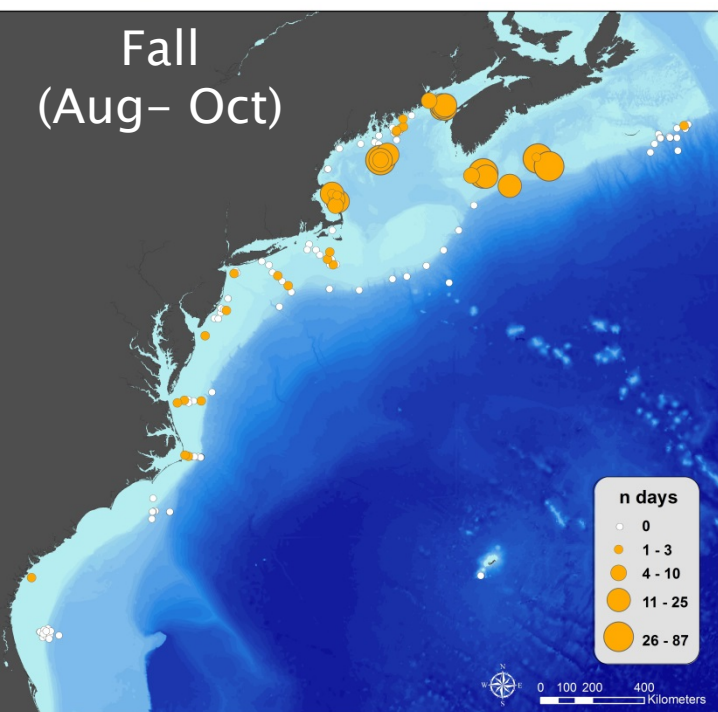 Fall
(Aug– Oct)
n days
0
1 - 3
4 - 10
11 - 25
26 - 87
N
W E
S
0 100 200 400
Kilometers